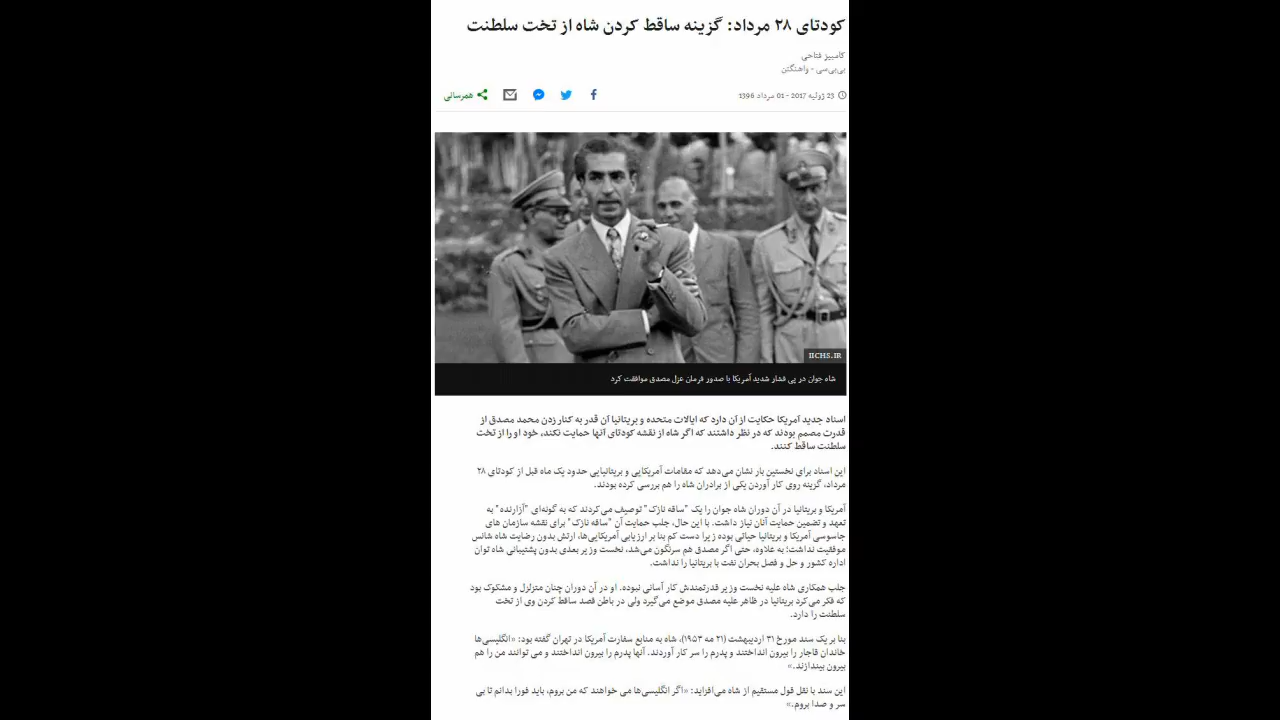 کودتای ۲۸ مرداد: گزینه ساقط کردن شاه از تخت سلطنت
کامبیز فتاحی
بی‌بی‌سی - واشنگتن
23 ژوئیه 2017 - 01 مرداد 1396
همرسانی
IICHS.IR
شاه جوان در پی فشار شدید آمریکا با صدور فرمان عزل مصدق موافقت کرد
اسناد جدید آمریکا حکایت از آن دارد که ایالات متحده و بریتانیا آن قدر به کنار زدن محمد مصدق از
قدرت مصمم بودند که در نظر داشتند که اگر شاه از نقشه کودتای آنها حمایت نکند، خود او را از تخت
سلطنت ساقط کنند.
این اسناد برای نخستین بار نشان می‌دهد که مقامات آمریکایی و بریتانیایی حدود یک ماه قبل از کودتای ۲۸
مرداد، گزینه روی کار آوردن یکی از برادران شاه را هم بررسی کرده بودند.
آمریکا و بریتانیا در آن دوران شاه جوان را یک "ساقه نازک" توصیف می‌کردند که به گونه‌ای "آزارنده" به
تعهد و تضمین حمایت آنان نیاز داشت. با این حال، جلب حمایت آن "ساقه نازک" برای نقشه سازمان های
جاسوسی آمریکا و بریتانیا حیاتی بوده زیرا دست کم بنا بر ارزیابی آمریکایی‌ها، ارتش بدون رضایت شاه شانس
موفقیت نداشت؛ به علاوه، حتی اگر مصدق هم سرنگون می‌شد، نخست وزیر بعدی بدون پشتیبانی شاه توان
اداره کشور و حل و فصل بحران نفت با بریتانیا را نداشت.
جلب همکاری شاه علیه نخست وزیر قدرتمندش کار آسانی نبوده. او در آن دوران چنان متزلزل و مشکوک بود
که فکر می‌کرد بریتانیا در ظاهر علیه مصدق موضع می‌گیرد ولی در باطن قصد ساقط کردن وی از تخت
سلطنت را دارد.
بنا بر یک سند مورخ ۳۱ اردیبهشت (۲۱ مه ۱۹۵۳)، شاه به منابع سفارت آمریکا در تهران گفته بود: «انگلیسی‌ها
خاندان قاجار را بیرون انداختند و پدرم را سر کار آوردند. آنها پدرم را بیرون انداختند و می توانند من را هم
بیرون بیندازند.»
این سند با نقل قول مستقیم از شاه می‌افزاید: «اگر انگلیسی‌ها می خواهند که من بروم، باید فورا بدانم تا بی
سر و صدا بروم.»